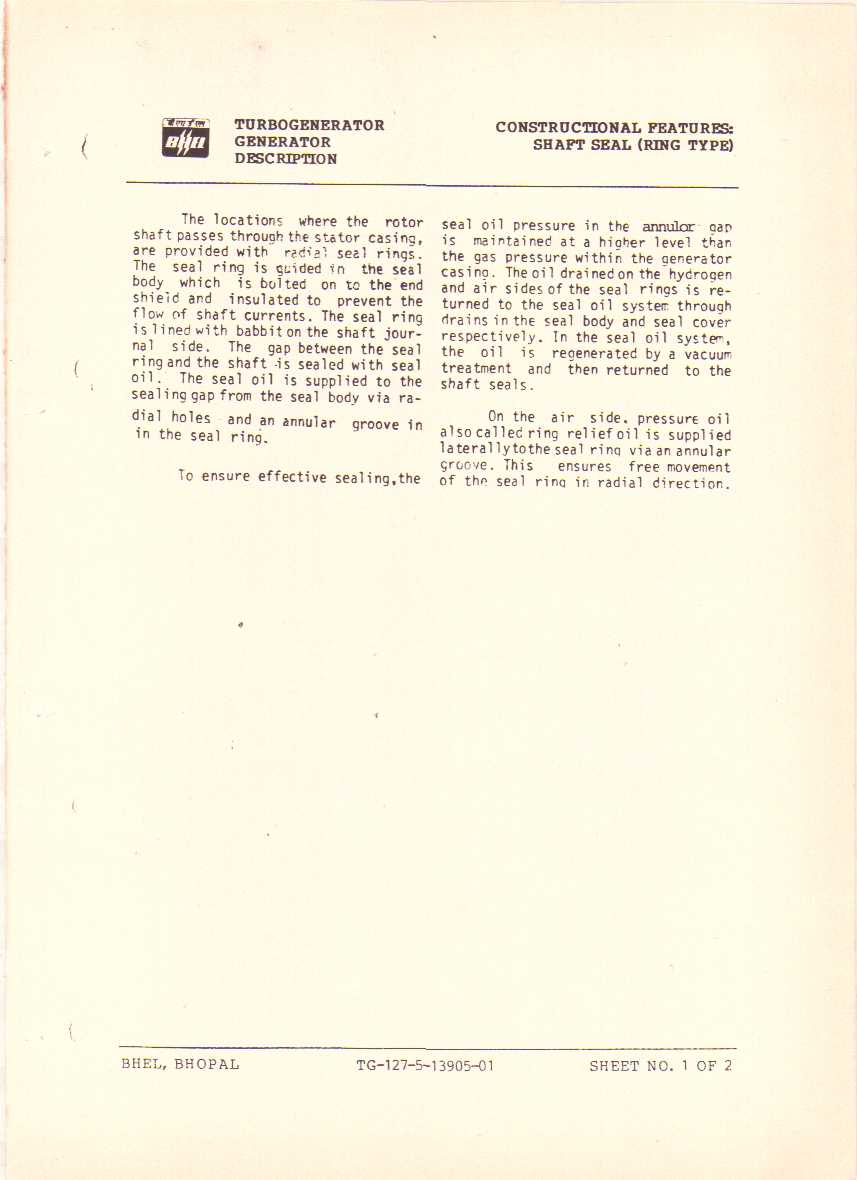 BHEL
TURBOGENERATOR
GENERATOR
DESCRIPTION
CONSTRUCTIONAL FEATURES:
SHAFT SEAL (RING TYPE)
The locations where the rotor
shaft passes through the stator casing,
are provided with radial seal rings.
The seal ring is guided in the seal
body which is bolted on to the end
shield and insulated to prevent the
flow of shaft currents. The seal ring
is lined with babbit on the shaft jour-
nal side. The gap between the seal
ring and the shaft is sealed with seal
oil. The seal oil is supplied to the
sealing gap from the seal body via ra-
dial holes and an annular groove in
in the seal ring.
To ensure effective sealing, the
seal oil pressure in the annular gap
is maintained at a higher level than
the gas pressure within the generator
casing. The oil drained on the hydrogen
and air sides of the seal rings is re-
turned to the seal oil system through
drains in the seal body and seal cover
respectively. In the seal oil system,
the oil is regenerated by a vacuum
treatment and then returned to the
shaft seals.
On the air side. pressure oil
also called ring relief oil is supplied
laterally to the seal ring via an annular
groove. This ensures free movement
of the seal ring in radial direction.
BHEL, BHOPAL
TG-127-5-13905-01
SHEET NO. 1 OF 2